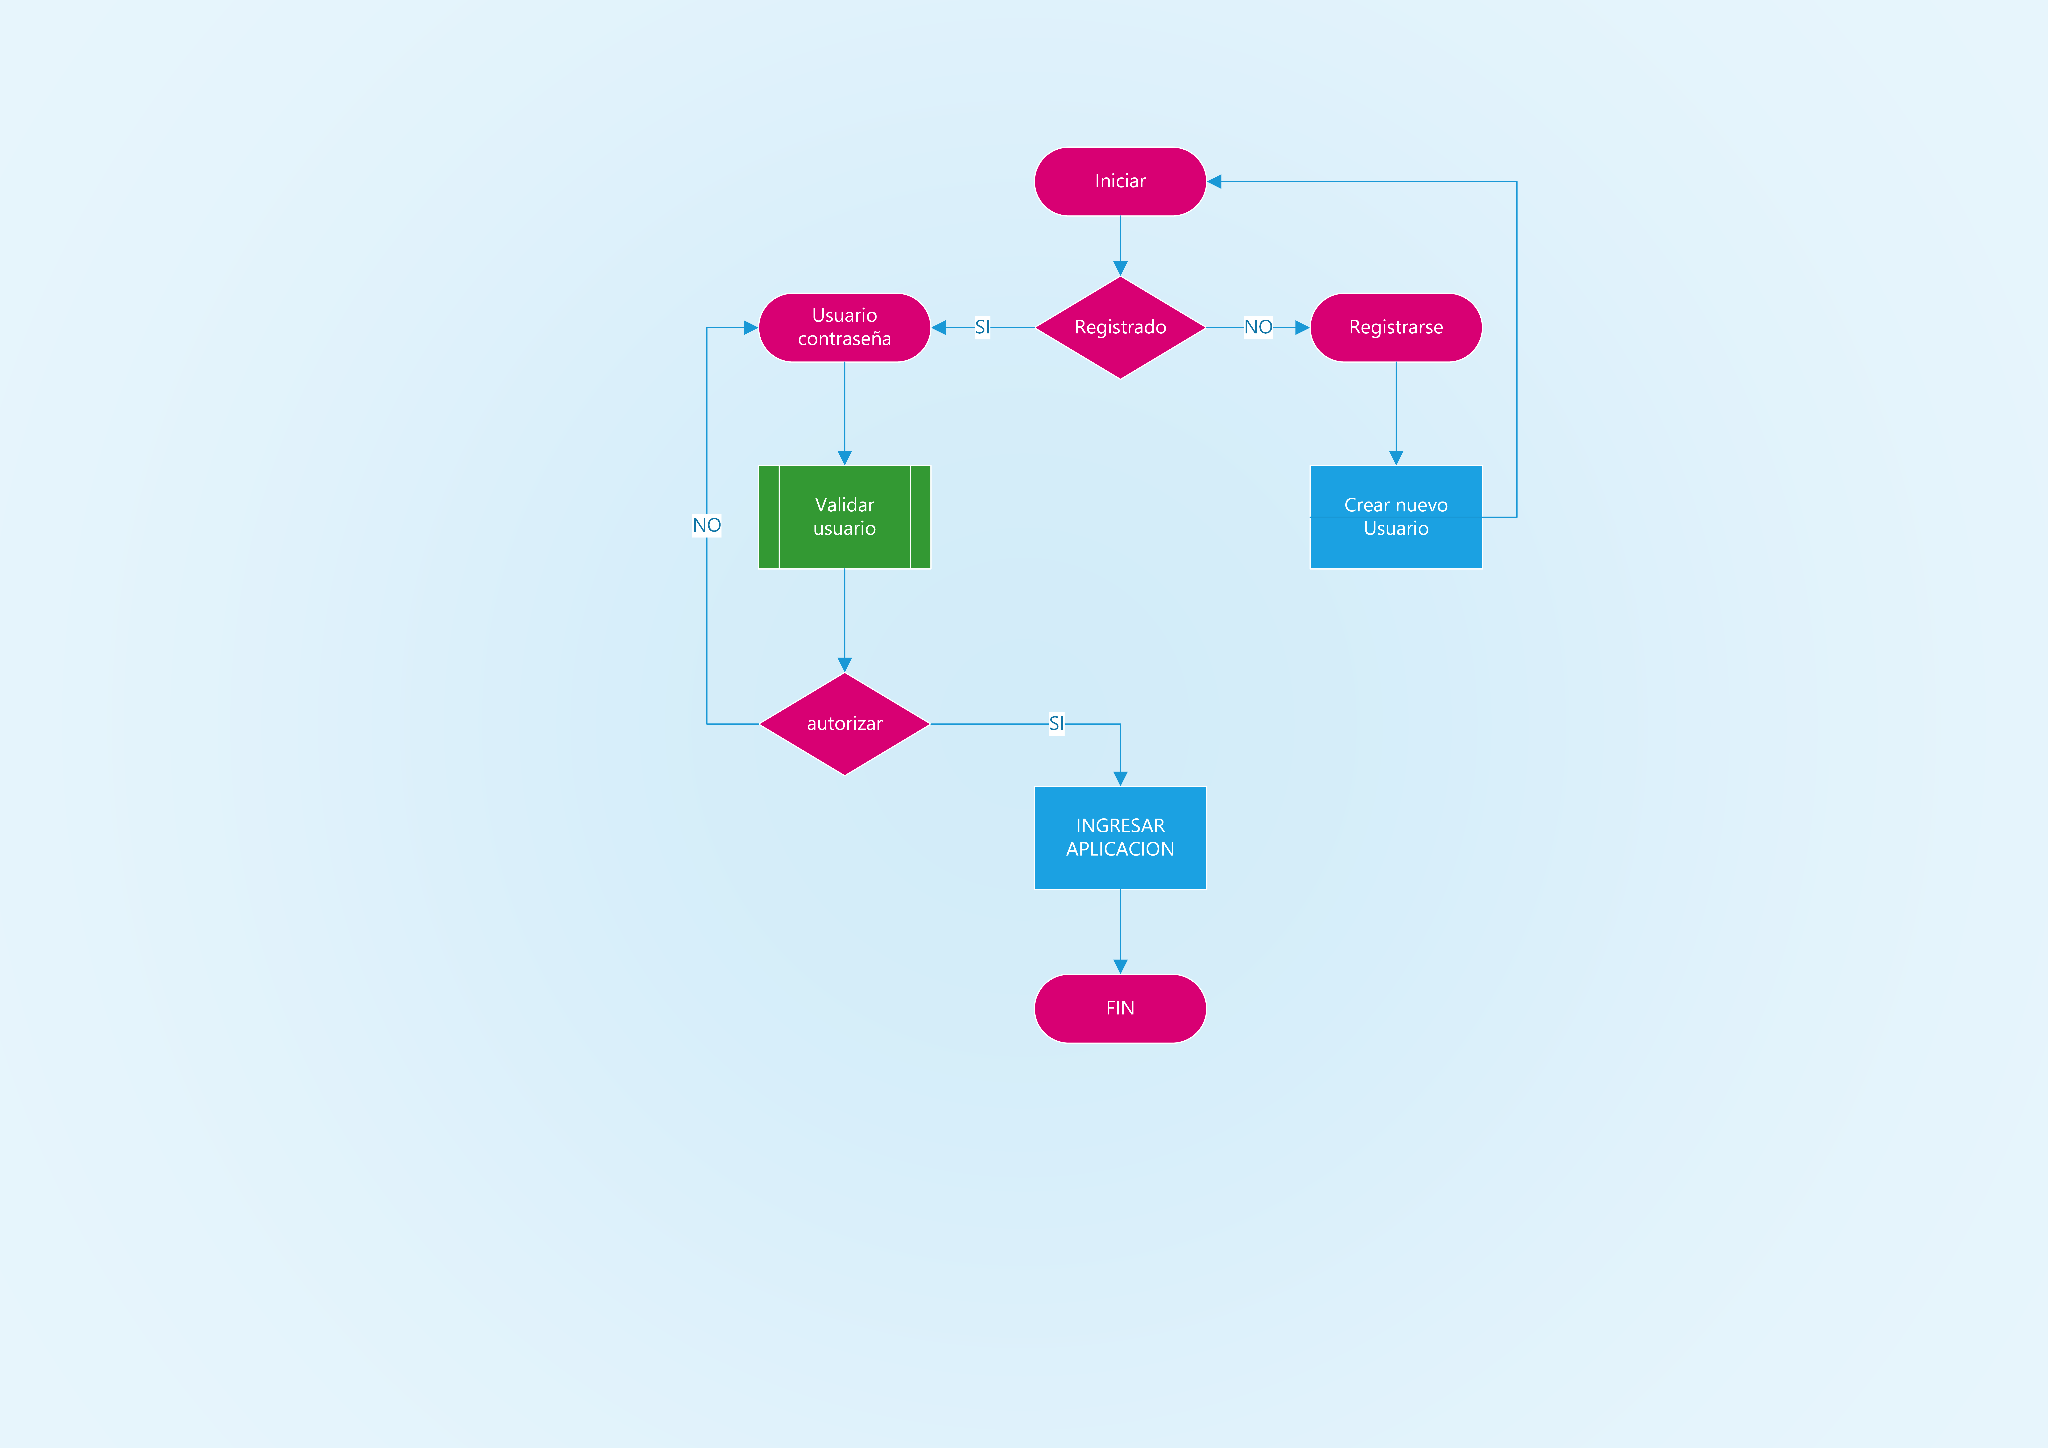 Iniciar
Usuario
contraseña
SI
Registrado
NO
Registrarse
Validar
usuario
NO
Crear nuevo
Usuario
autorizar
SI
INGRESAR
APLICACION
FIN